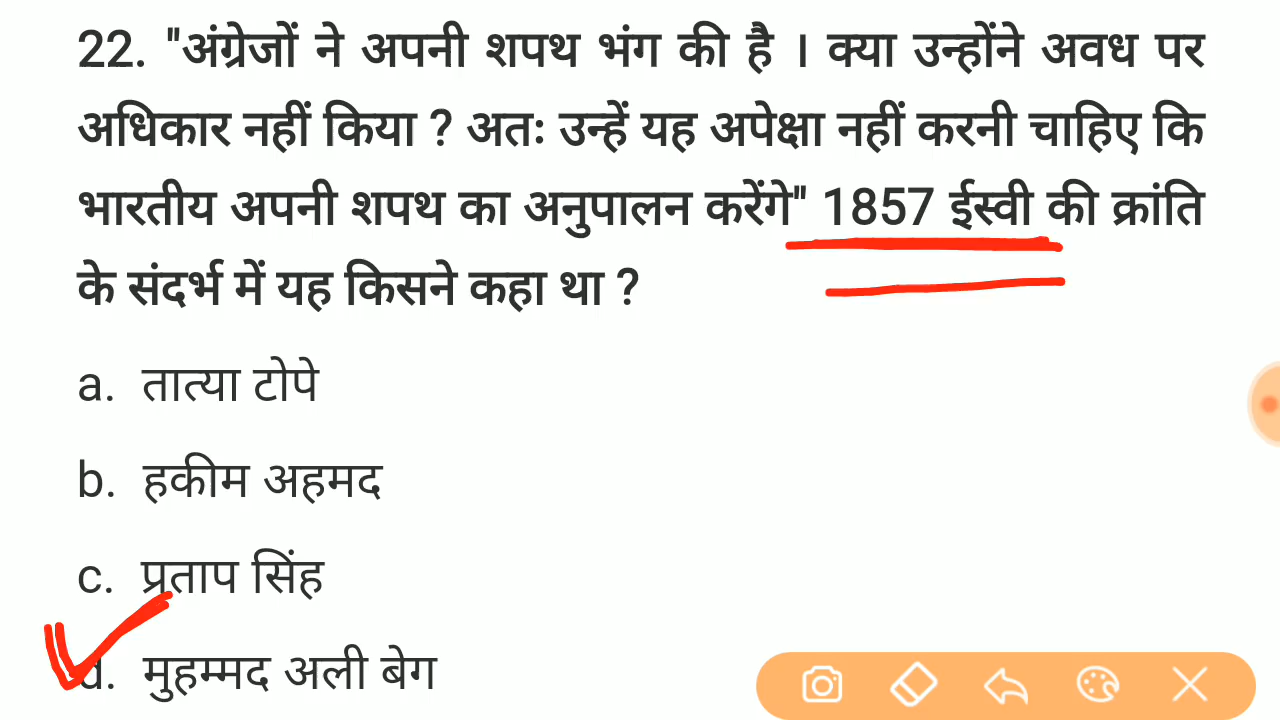 22. "अंग्रेजों ने अपनी शपथ भंग की है । क्या उन्होंने अवध पर
अधिकार नहीं किया ? अतः उन्हें यह अपेक्षा नहीं करनी चाहिए कि
भारतीय अपनी शपथ का अनुपालन करेंगे" 1857 ईस्वी की क्रांति
के संदर्भ में यह किसने कहा था ?
a. तात्या टोपे
b. हकीम अहमद
c. प्रताप सिंह
d. मुहम्मद अली बेग